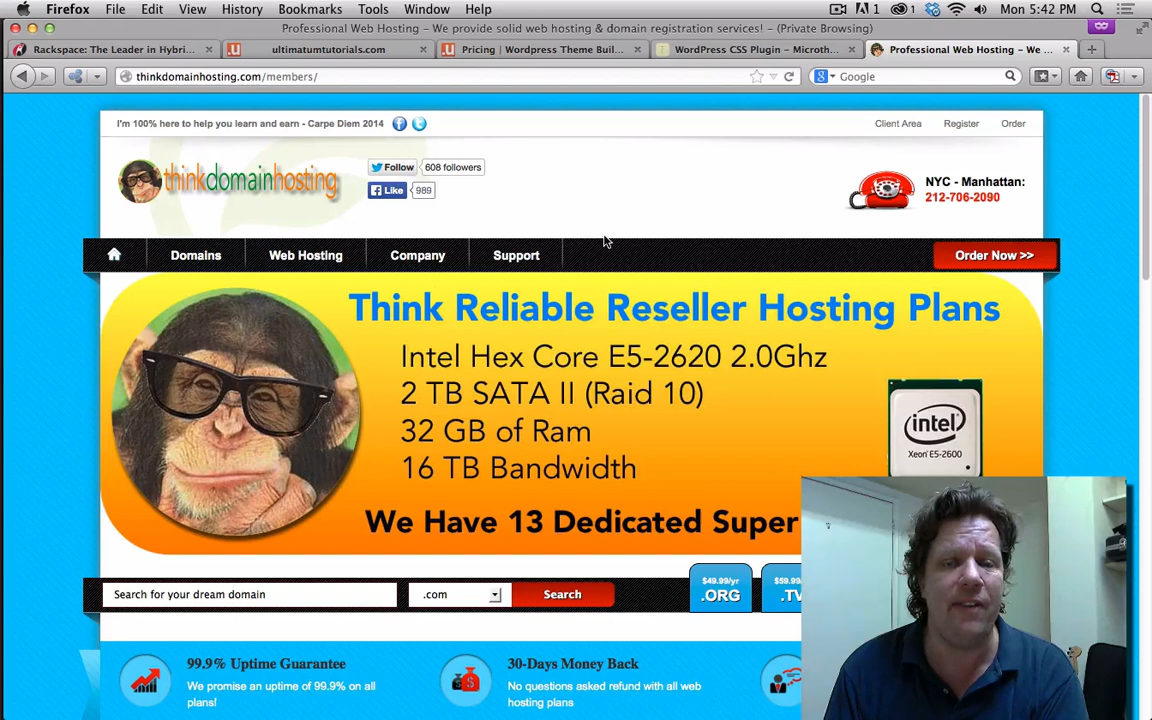 Firefox File Edit View History Bookmarks Tools Window Help 1 1 Mon 5:42 PM
Professional Web Hosting – We provide solid web hosting & domain registration services! – (Private Browsing)
Rackspace: The Leader in Hybri... ultimatumtutorials.com Pricing | Wordpress Theme Buil... WordPress CSS Plugin – Microth... Professional Web Hosting – We ...
thinkdomainhosting.com/members/ Google
I'm 100% here to help you learn and earn - Carpe Diem 2014 Client Area Register Order
thinkdomainhosting
Follow 608 followers
Like 989
NYC - Manhattan:
212-706-2090
Domains Web Hosting Company Support Order Now >>
Think Reliable Reseller Hosting Plans
Intel Hex Core E5-2620 2.0Ghz
2 TB SATA II (Raid 10)
32 GB of Ram
16 TB Bandwidth
intel
Xeon E5-2600
We Have 13 Dedicated Super
Search for your dream domain .com Search
$49.99/yr
.ORG
$59.99
.TV
99.9% Uptime Guarantee
We promise an uptime of 99.9% on all
plans!
30-Days Money Back
No questions asked refund with all web
hosting plans